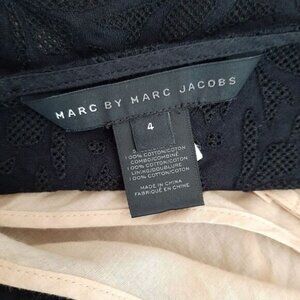 MARC BY MARC JACOBS
4
100% COTTON/COTON
COMBO/COMBINÉ
100% COTTON/COTON
LINING/DOUBLURE
100% COTTON/COTON
MADE IN CHINA
FABRIQUÉ EN CHINE